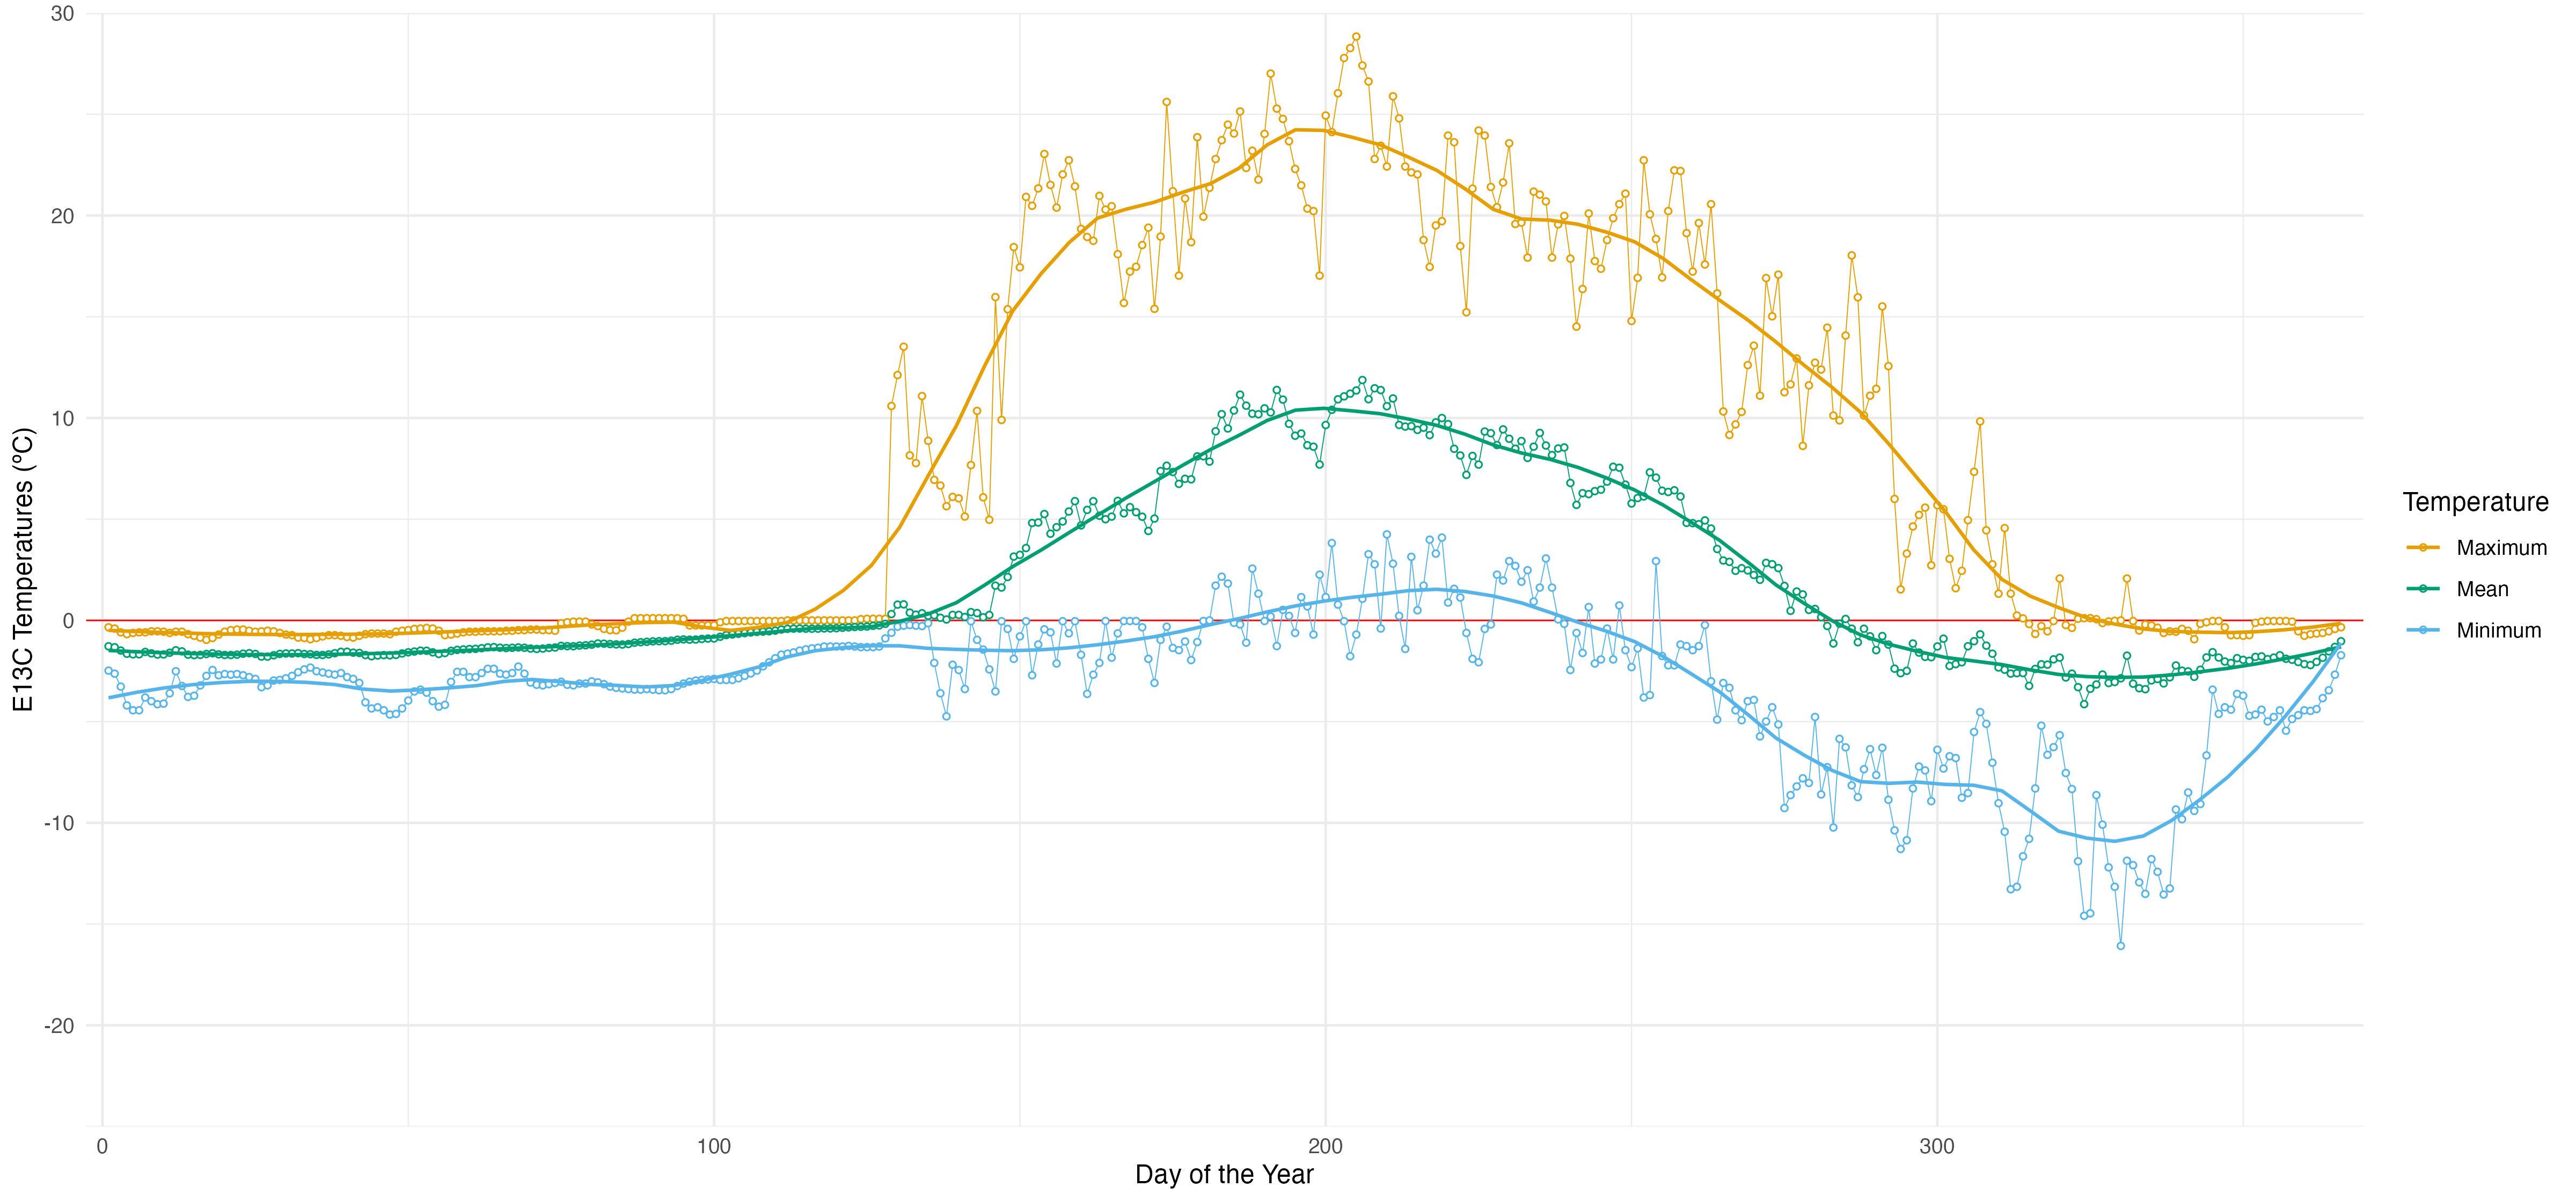 30
20
10
0
-10
-20
E13C Temperatures (ºC)
0
100
200
300
Day of the Year
Temperature
Maximum
Mean
Minimum